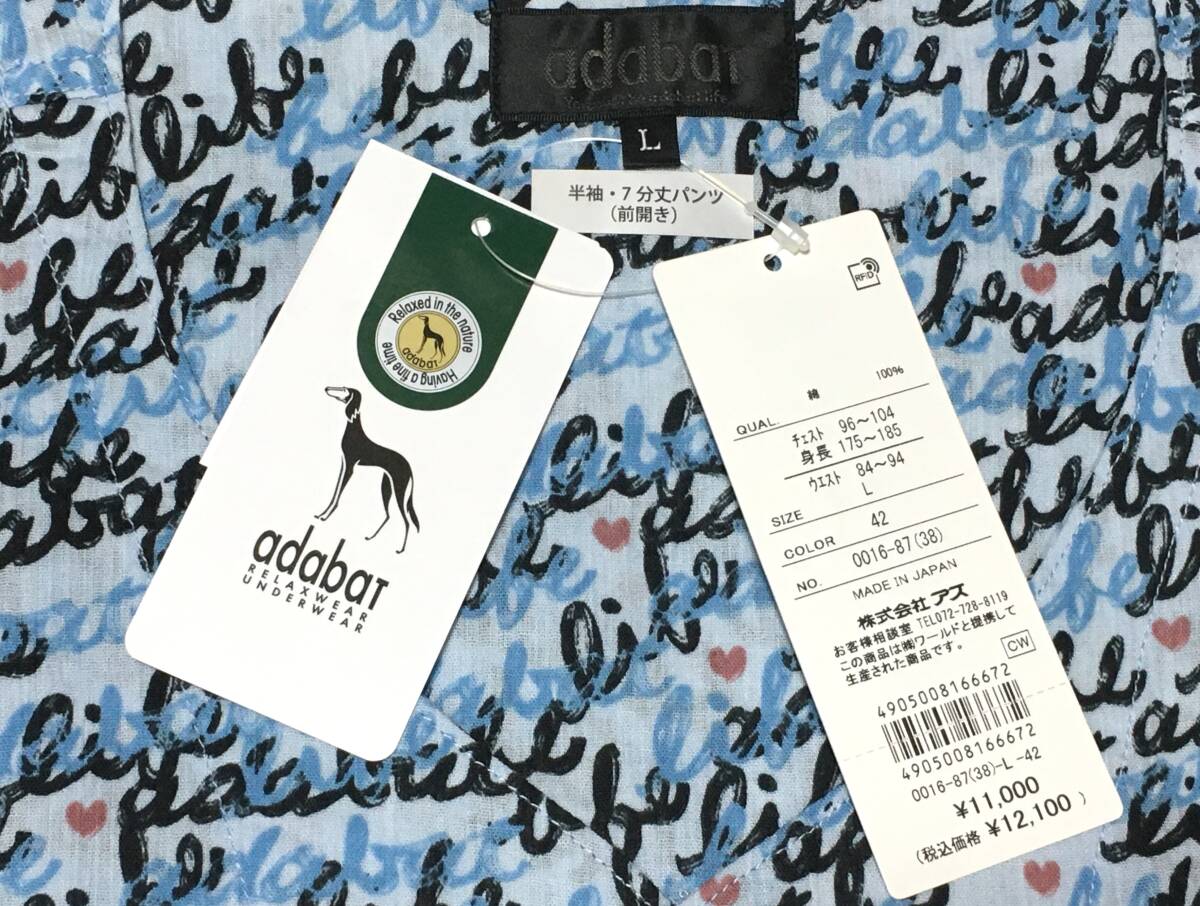 adabat
L
半袖・7分丈パンツ
(前開き)
Relaxed in the nature
adabat
Having a fine time
adabat
RELAXWEAR
UNDERWEAR
RFID
綿 100%
QUAL.
チェスト 96〜104
身長 175〜185
ウエスト 84〜94
L
SIZE
42
COLOR
0016-87(38)
NO.
MADE IN JAPAN
株式会社 アズ
お客様相談室 TEL072-728-8119
この商品は㈱ワールドと提携して
生産された商品です。
CW
4905008166672
4905008166672
0016-87(38)-L -42
¥11,000
(税込価格 ¥12,100 )